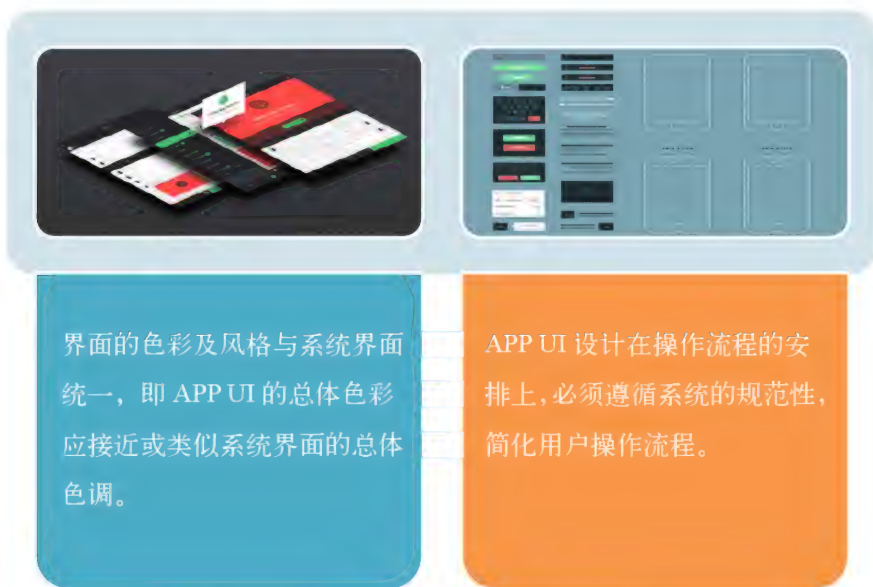 界面的色彩及风格与系统界面
统一，即 APP UI 的总体色彩
应接近或类似系统界面的总体
色调。
APP UI 设计在操作流程的安
排上，必须遵循系统的规范性，
简化用户操作流程。